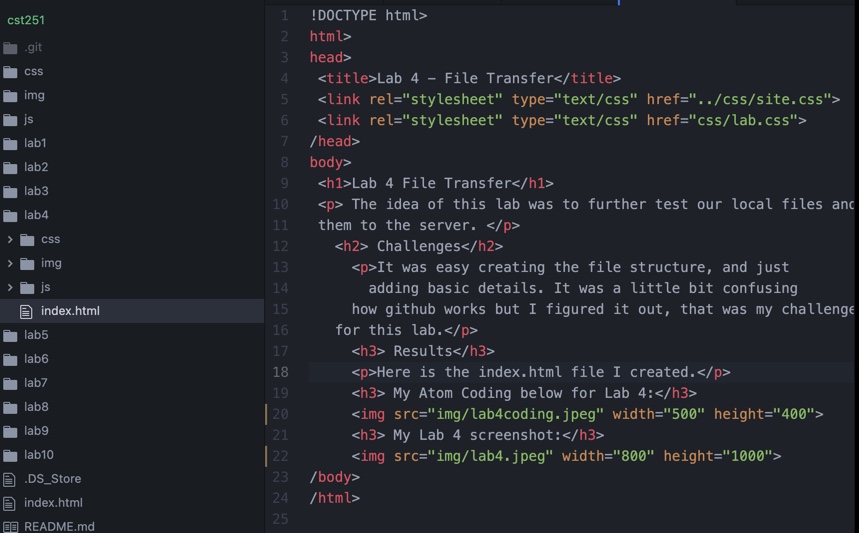 cst251
.git
css
img
js
lab1
lab2
lab3
lab4
css
img
js
index.html
lab5
lab6
lab7
lab8
lab9
lab10
.DS_Store
index.html
README.md
1 !DOCTYPE html>
2 html>
3 head>
4 <title>Lab 4 – File Transfer</title>
5 <link rel="stylesheet" type="text/css" href="../css/site.css">
6 <link rel="stylesheet" type="text/css" href="css/lab.css">
7 /head>
8 body>
9 <h1>Lab 4 File Transfer</h1>
10 <p> The idea of this lab was to further test our local files and
11 them to the server. </p>
12 <h2> Challenges</h2>
13 <p>It was easy creating the file structure, and just
14 adding basic details. It was a little bit confusing
15 how github works but I figured it out, that was my challenge
16 for this lab.</p>
17 <h3> Results</h3>
18 <p>Here is the index.html file I created.</p>
19 <h3> My Atom Coding below for Lab 4:</h3>
20 <img src="img/lab4coding.jpeg" width="500" height="400">
21 <h3> My Lab 4 screenshot:</h3>
22 <img src="img/lab4.jpeg" width="800" height="1000">
23 /body>
24 /html>
25